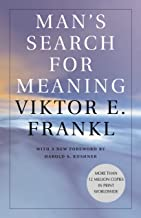 MAN'S
SEARCH FOR
MEANING
VIKTOR E.
FRANKL
WITH A NEW FOREWORD BY
HAROLD S. KUSHNER
MORE THAN
12 MILLION COPIES
IN PRINT
WORLDWIDE